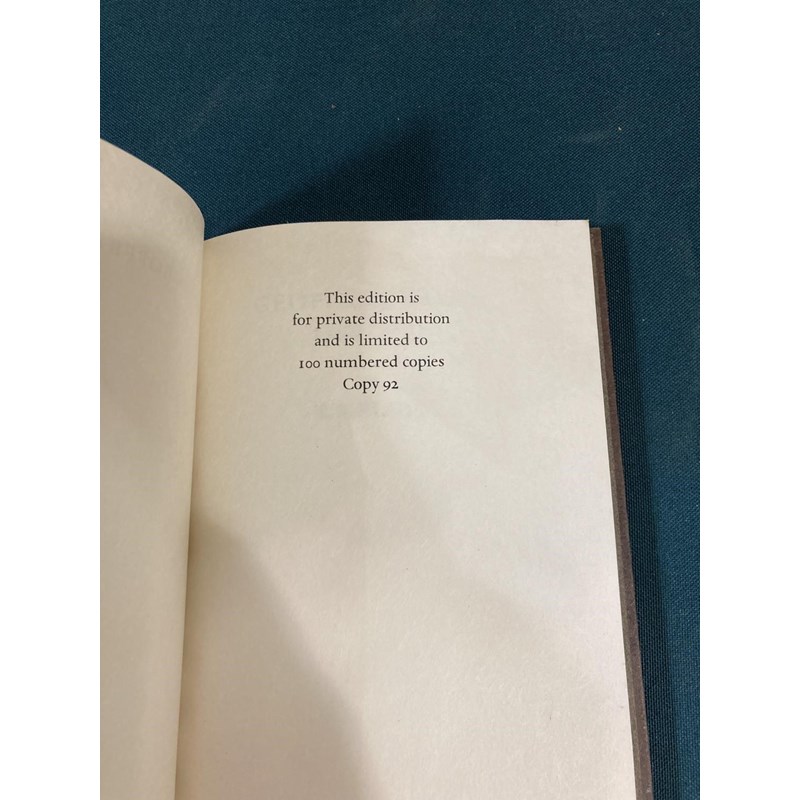 This edition is
for private distribution
and is limited to
100 numbered copies
Copy 92